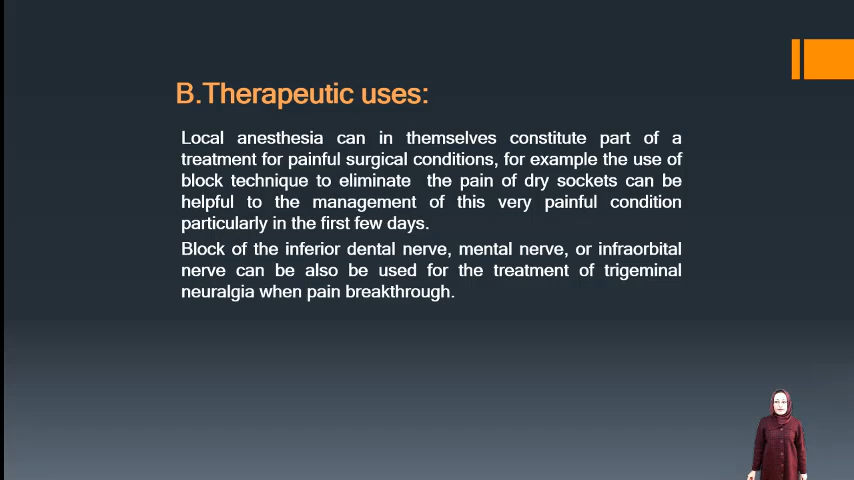 B.Therapeutic uses:
Local anesthesia can in themselves constitute part of a
treatment for painful surgical conditions, for example the use of
block technique to eliminate the pain of dry sockets can be
helpful to the management of this very painful condition
particularly in the first few days.
Block of the inferior dental nerve, mental nerve, or infraorbital
nerve can be also be used for the treatment of trigeminal
neuralgia when pain breakthrough.